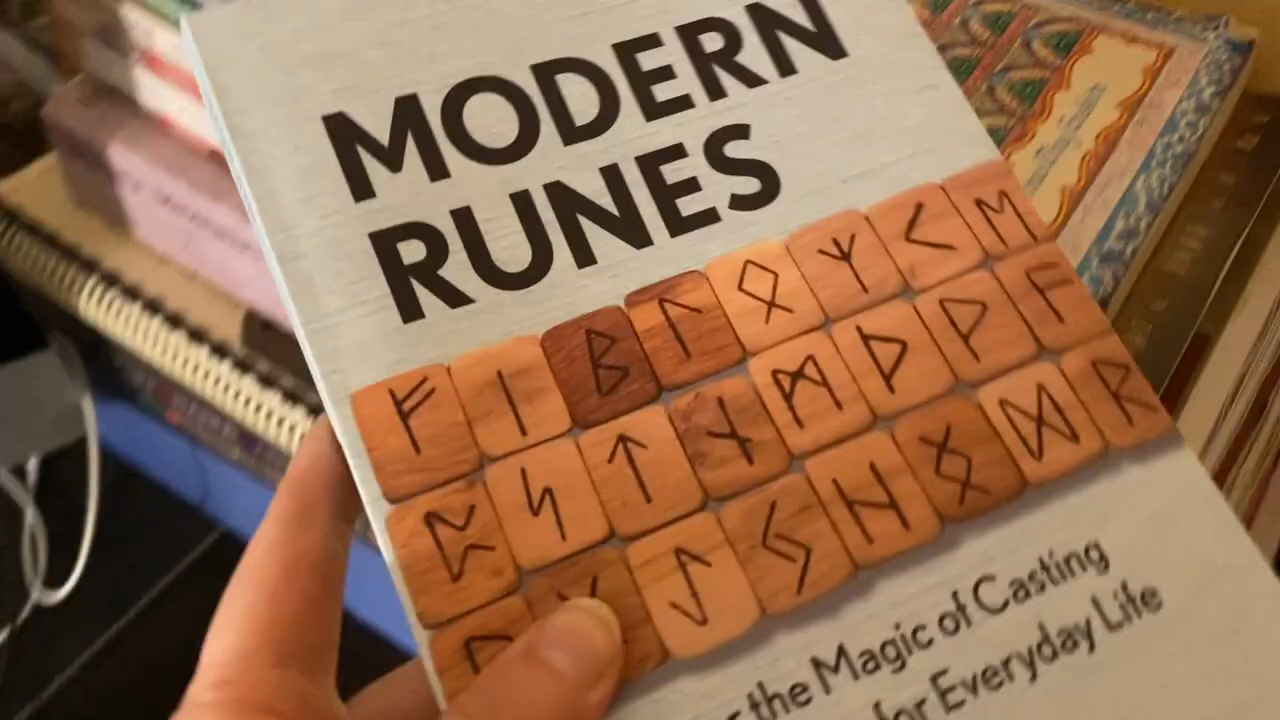 MODERN
RUNES
ᚠ ᛁ ᛒ ᛚ ᛟ ᛉ ᚲ ᛖ
ᛈ ᛋ ᛏ ᚾ ᛗ ᚦ ᚹ ᚨ
ᚢ ᛇ ᛃ ᚺ ᛝ ᛞ ᚱ
the Magic of Casting
for Everyday Life